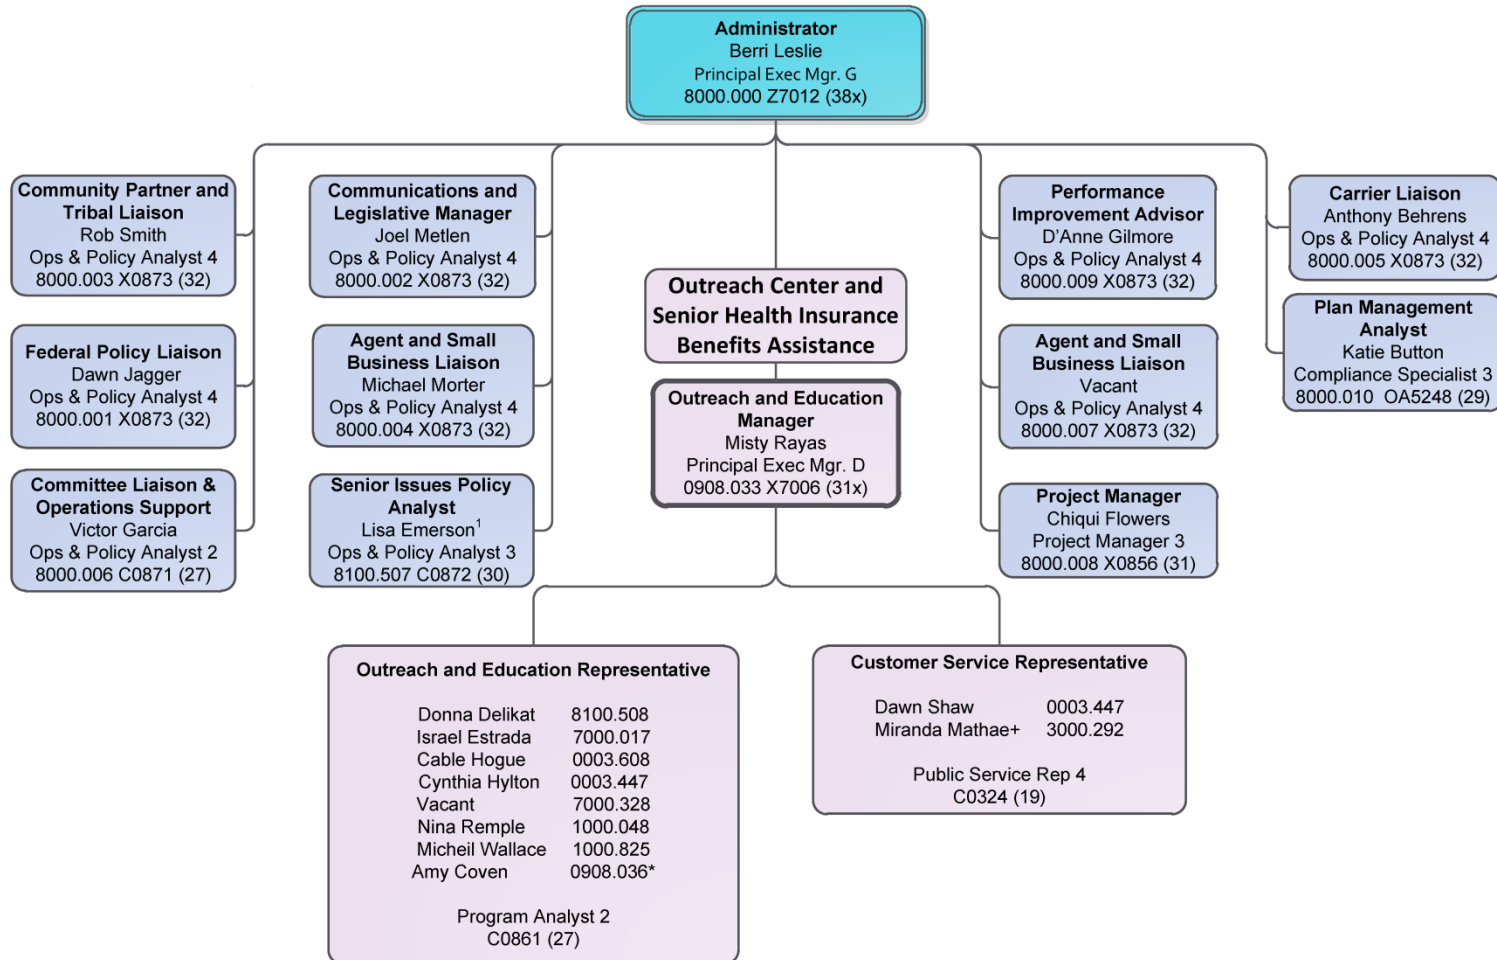 Administrator
Berri Leslie
Principal Exec Mgr. G
8000.000 Z7012 (38x)
Community Partner and
Tribal Liaison
Rob Smith
Ops & Policy Analyst 4
8000.003 X0873 (32)
Federal Policy Liaison
Dawn Jagger
Ops & Policy Analyst 4
8000.001 X0873 (32)
Committee Liaison &
Operations Support
Victor Garcia
Ops & Policy Analyst 2
8000.006 C0871 (27)
Communications and
Legislative Manager
Joel Metlen
Ops & Policy Analyst 4
8000.002 X0873 (32)
Agent and Small
Business Liaison
Michael Morter
Ops & Policy Analyst 4
8000.004 X0873 (32)
Senior Issues Policy
Analyst
Lisa Emerson¹
Ops & Policy Analyst 3
8100.507 C0872 (30)
Outreach Center and
Senior Health Insurance
Benefits Assistance
Outreach and Education
Manager
Misty Rayas
Principal Exec Mgr. D
0908.033 X7006 (31x)
Performance
Improvement Advisor
D'Anne Gilmore
Ops & Policy Analyst 4
8000.009 X0873 (32)
Agent and Small
Business Liaison
Vacant
Ops & Policy Analyst 4
8000.007 X0873 (32)
Project Manager
Chiqui Flowers
Project Manager 3
8000.008 X0856 (31)
Carrier Liaison
Anthony Behrens
Ops & Policy Analyst 4
8000.005 X0873 (32)
Plan Management
Analyst
Katie Button
Compliance Specialist 3
8000.010 OA5248 (29)
Outreach and Education Representative
Donna Delikat 8100.508
Israel Estrada 7000.017
Cable Hogue 0003.608
Cynthia Hylton 0003.447
Vacant 7000.328
Nina Remple 1000.048
Micheil Wallace 1000.825
Amy Coven 0908.036*
Program Analyst 2
C0861 (27)
Customer Service Representative
Dawn Shaw 0003.447
Miranda Mathae+ 3000.292
Public Service Rep 4
C0324 (19)